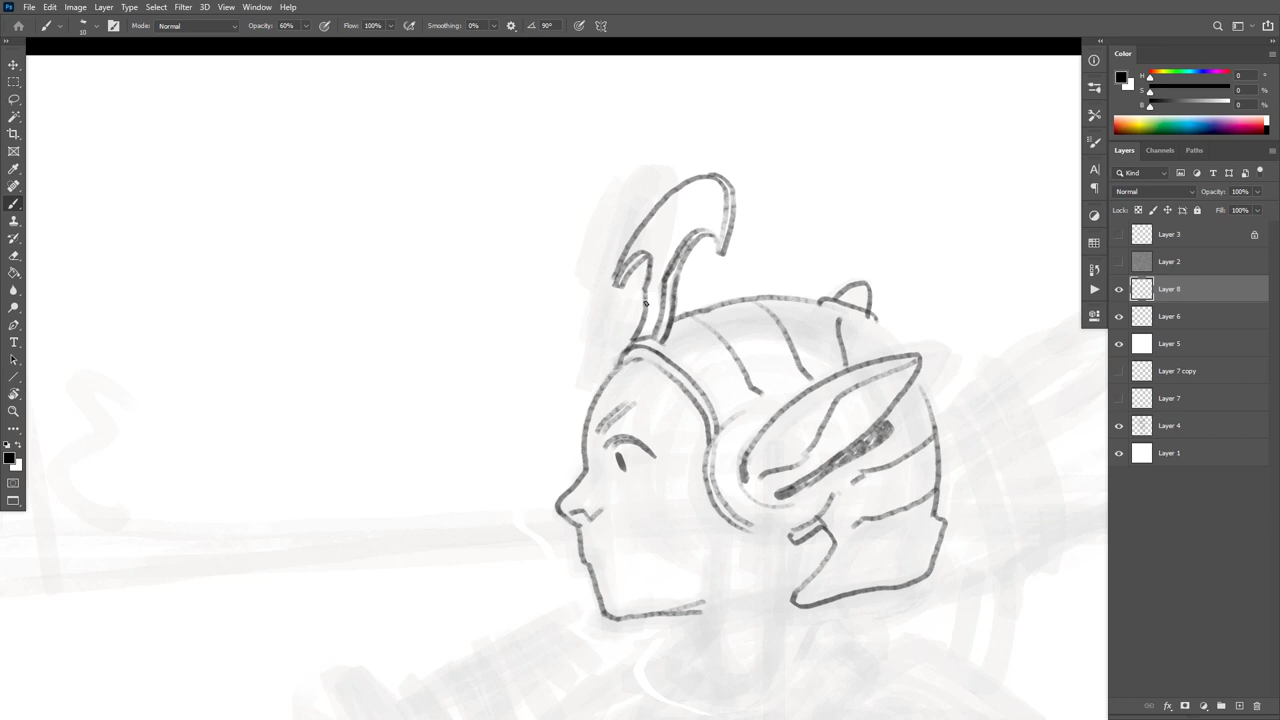 Ps File Edit Image Layer Type Select Filter 3D View Window Help
10 Mode: Normal Opacity: 60% Flow: 100% Smoothing: 0% 90°
Color
H 0 °
S 0 %
B 0 %
Layers Channels Paths
Kind
Normal Opacity: 100%
Lock: Fill: 100%
Layer 3
Layer 2
Layer 8
Layer 6
Layer 5
Layer 7 copy
Layer 7
Layer 4
Layer 1